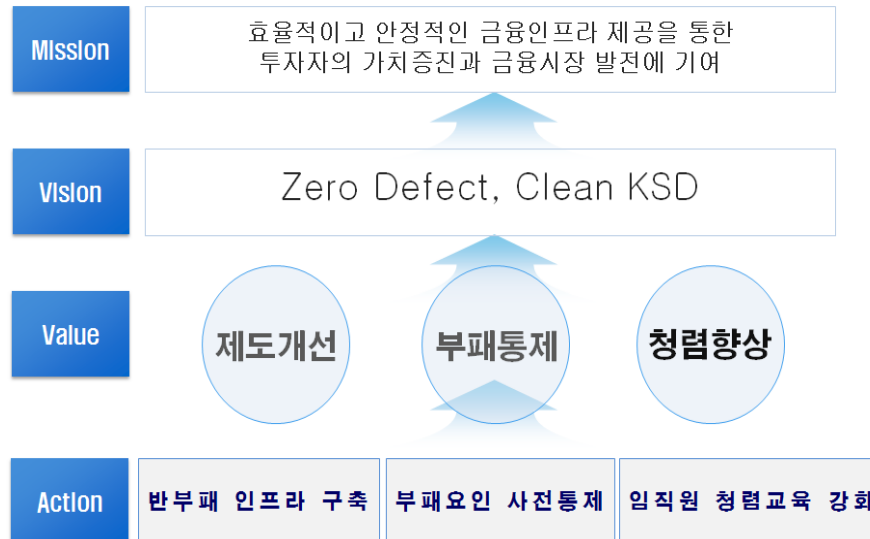 Mission
효율적이고 안정적인 금융인프라 제공을 통한
투자자의 가치증진과 금융시장 발전에 기여
Vision
Zero Defect, Clean KSD
Value
제도개선
부패통제
청렴향상
Action
반부패 인프라 구축
부패요인 사전통제
임직원 청렴교육 강화